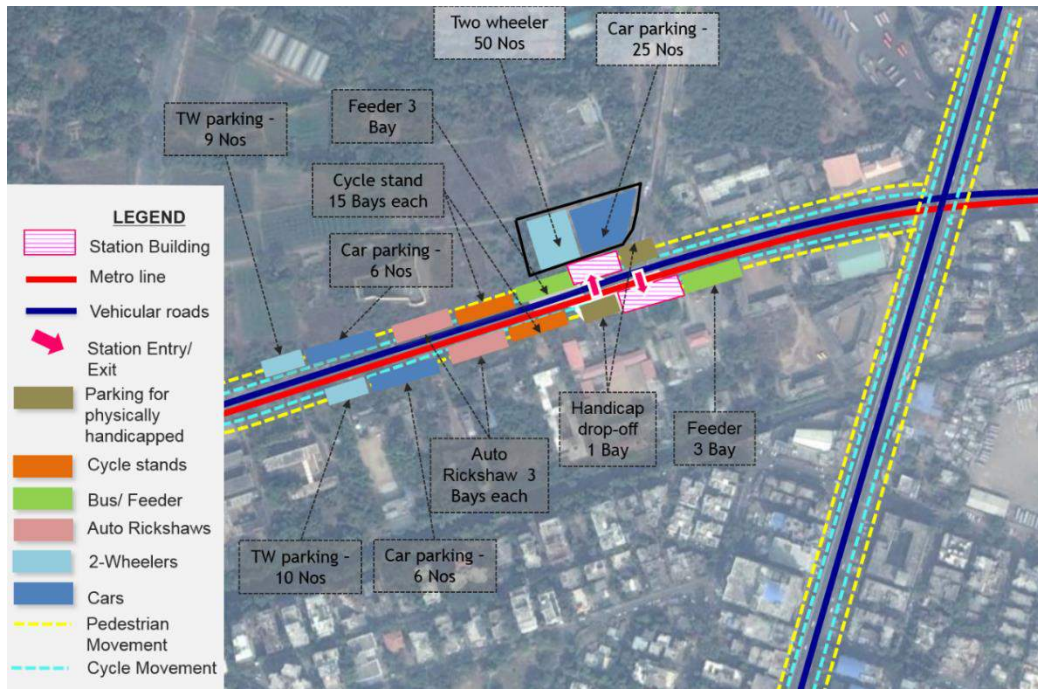 Two wheeler
50 Nos
Car parking -
25 Nos
Feeder 3
Bay
TW parking -
9 Nos
Cycle stand
15 Bays each
Car parking -
6 Nos
LEGEND
Station Building
Metro line
Vehicular roads
Station Entry/
Exit
Parking for
physically
handicapped
Cycle stands
Bus/ Feeder
Auto Rickshaws
2-Wheelers
Cars
Pedestrian
Movement
Cycle Movement
Handicap
drop-off
1 Bay
Feeder
3 Bay
Auto
Rickshaw 3
Bays each
TW parking -
10 Nos
Car parking -
6 Nos